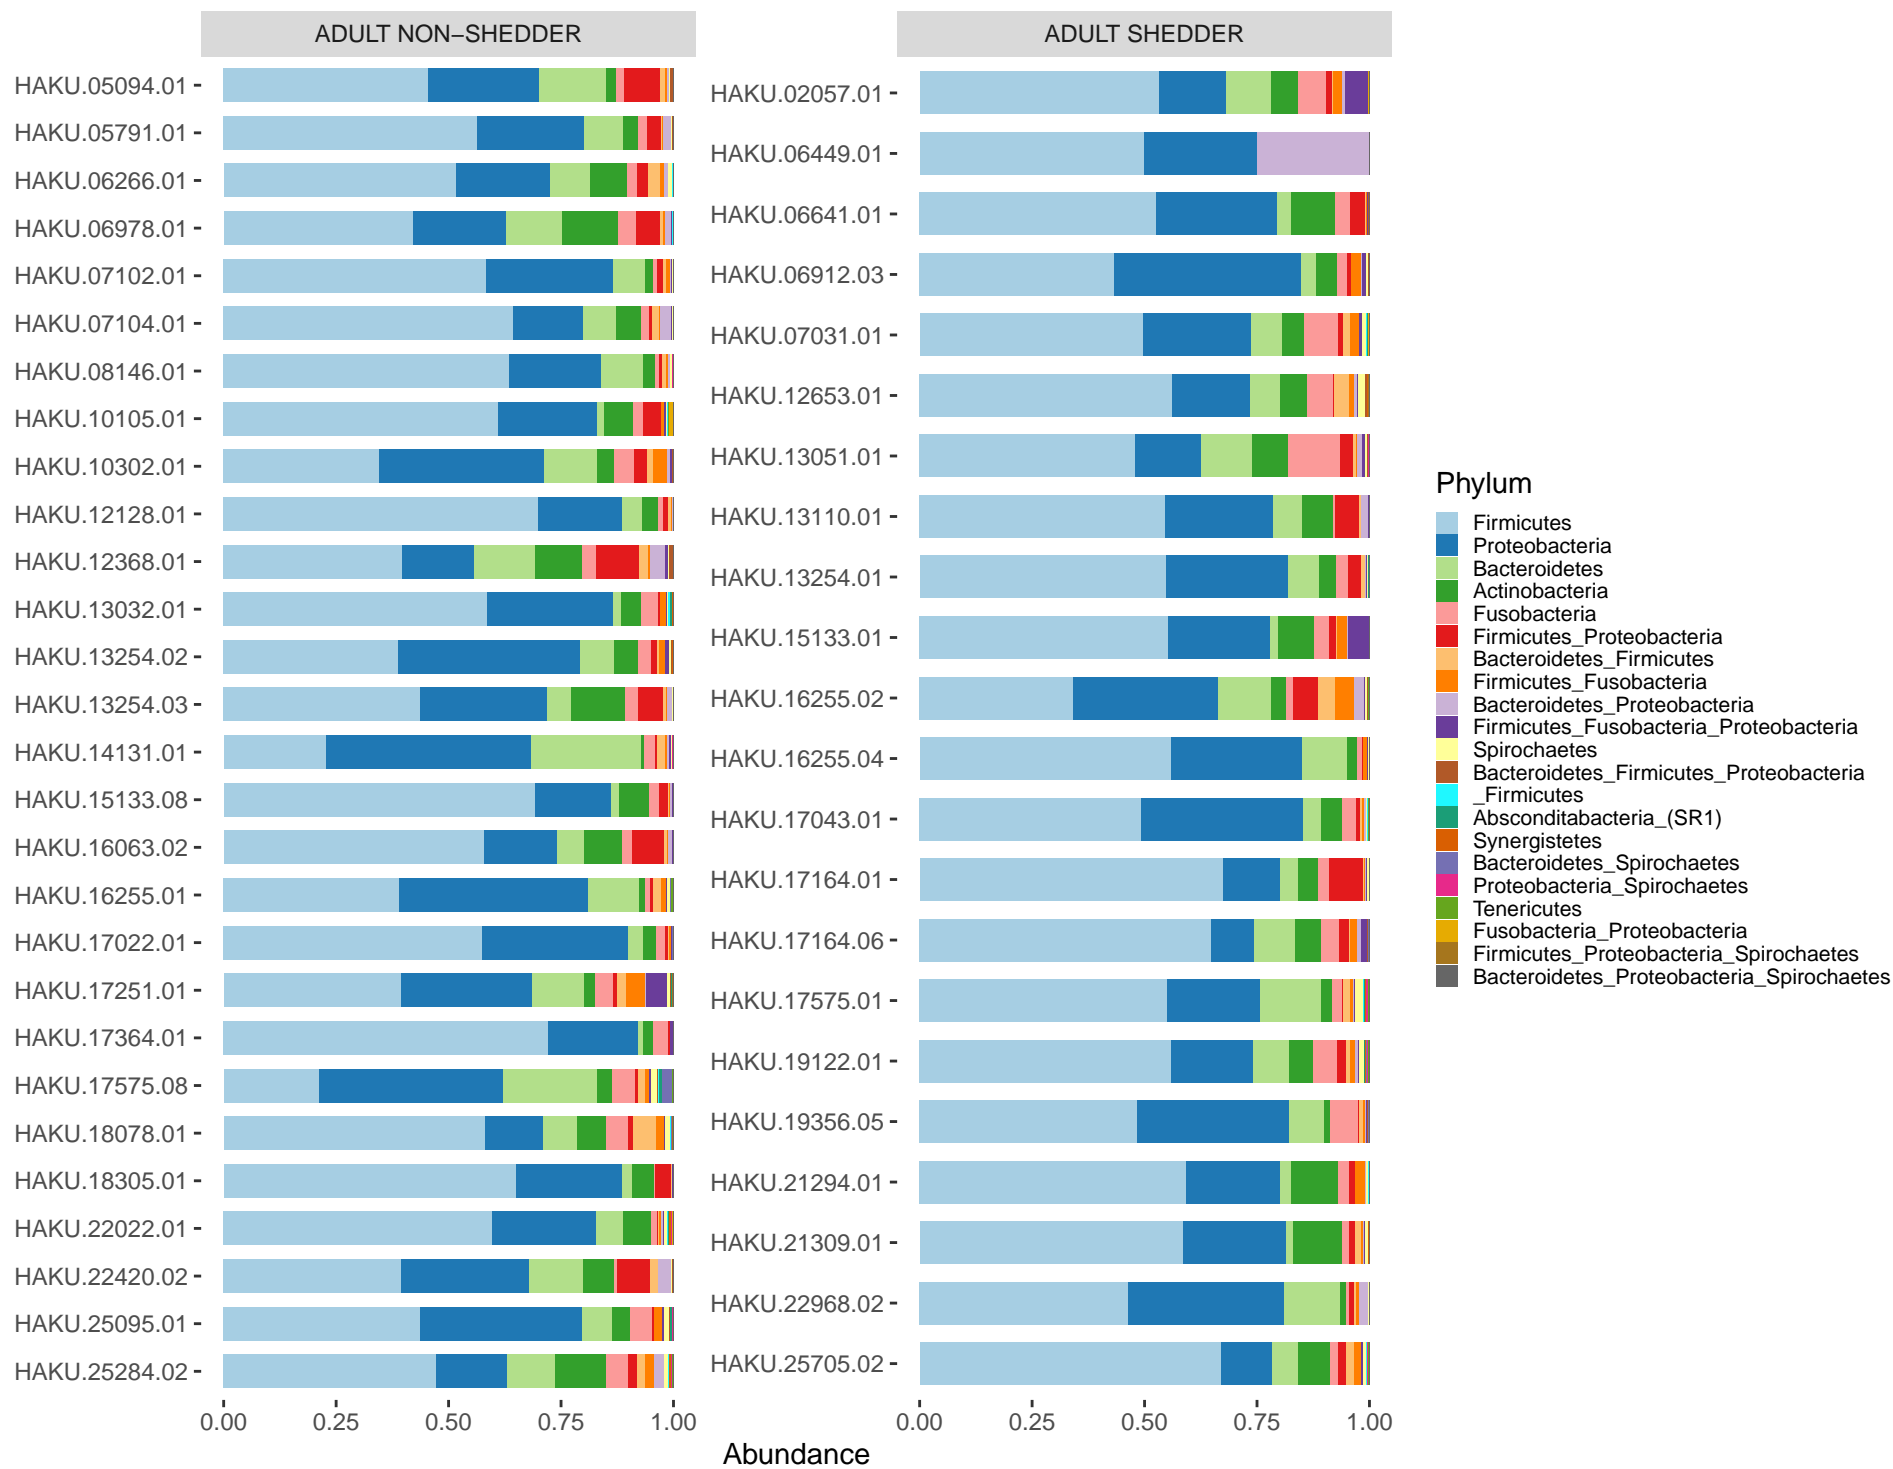 ADULT NON−SHEDDER
HAKU.05094.01
HAKU.05791.01
HAKU.06266.01
HAKU.06978.01
HAKU.07102.01
HAKU.07104.01
HAKU.08146.01
HAKU.10105.01
HAKU.10302.01
HAKU.12128.01
HAKU.12368.01
HAKU.13032.01
HAKU.13254.02
HAKU.13254.03
HAKU.14131.01
HAKU.15133.08
HAKU.16063.02
HAKU.16255.01
HAKU.17022.01
HAKU.17251.01
HAKU.17364.01
HAKU.17575.08
HAKU.18078.01
HAKU.18305.01
HAKU.22022.01
HAKU.22420.02
HAKU.25095.01
HAKU.25284.02
0.00 0.25 0.50 0.75 1.00
ADULT SHEDDER
HAKU.02057.01
HAKU.06449.01
HAKU.06641.01
HAKU.06912.03
HAKU.07031.01
HAKU.12653.01
HAKU.13051.01
HAKU.13110.01
HAKU.13254.01
HAKU.15133.01
HAKU.16255.02
HAKU.16255.04
HAKU.17043.01
HAKU.17164.01
HAKU.17164.06
HAKU.17575.01
HAKU.19122.01
HAKU.19356.05
HAKU.21294.01
HAKU.21309.01
HAKU.22968.02
HAKU.25705.02
0.00 0.25 0.50 0.75 1.00
Abundance
Phylum
Firmicutes
Proteobacteria
Bacteroidetes
Actinobacteria
Fusobacteria
Firmicutes_Proteobacteria
Bacteroidetes_Firmicutes
Firmicutes_Fusobacteria
Bacteroidetes_Proteobacteria
Firmicutes_Fusobacteria_Proteobacteria
Spirochaetes
Bacteroidetes_Firmicutes_Proteobacteria
_Firmicutes
Absconditabacteria_(SR1)
Synergistetes
Bacteroidetes_Spirochaetes
Proteobacteria_Spirochaetes
Tenericutes
Fusobacteria_Proteobacteria
Firmicutes_Proteobacteria_Spirochaetes
Bacteroidetes_Proteobacteria_Spirochaetes